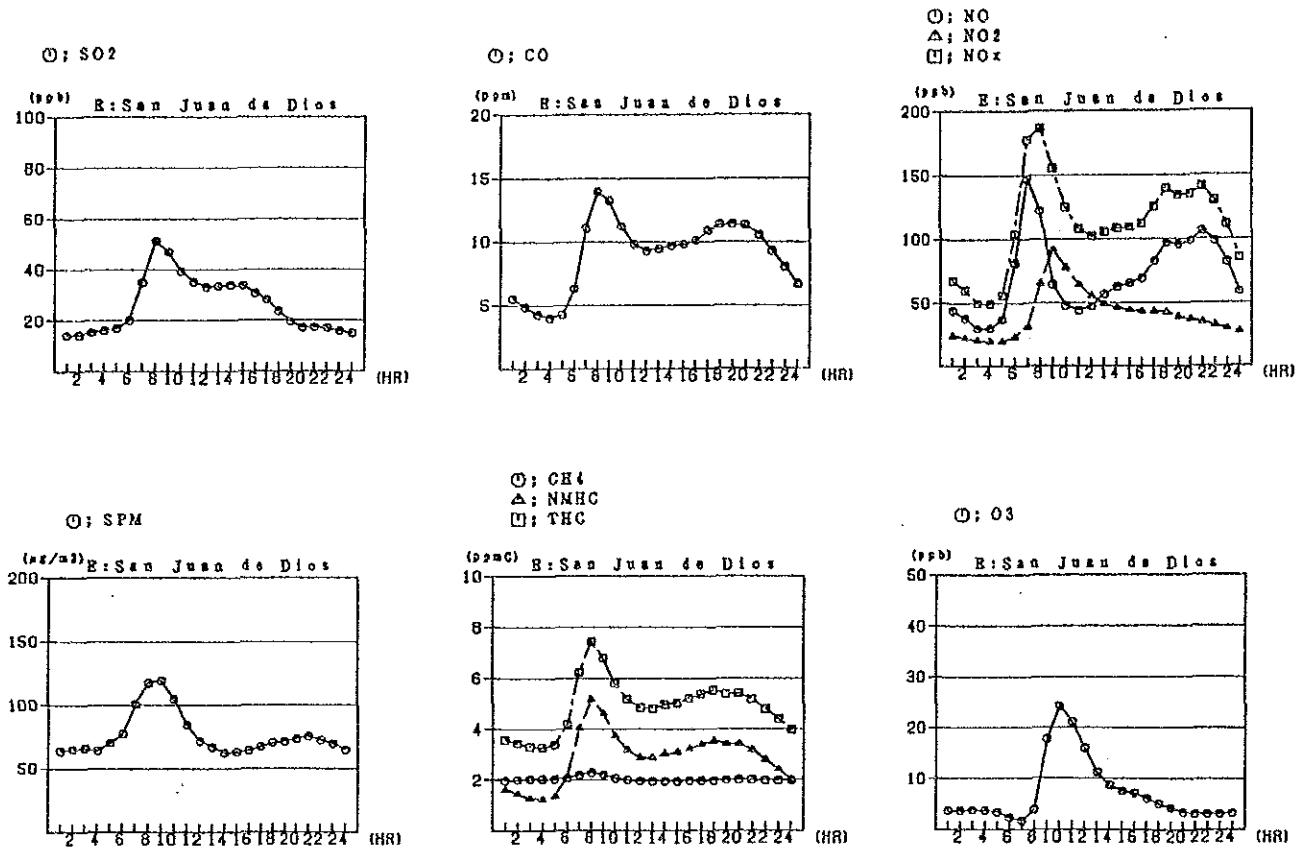 SO2
(ppb) E:San Juan de Dios
100
80
60
40
20
2 4 6 8 10 12 14 16 18 20 22 24 (HR)
CO
(ppm) E:San Juan de Dios
20
15
10
5
2 4 6 8 10 12 14 16 18 20 22 24 (HR)
NO
NO2
NOx
(ppb) E:San Juan de Dios
200
150
100
50
2 4 6 8 10 12 14 16 18 20 22 24 (HR)
SPM
(μg/m3) E:San Juan de Dios
200
150
100
50
2 4 6 8 10 12 14 16 18 20 22 24 (HR)
CH4
NMHC
THC
(ppmC) E:San Juan de Dios
10
8
6
4
2
2 4 6 8 10 12 14 16 18 20 22 24 (HR)
O3
(ppb) E:San Juan de Dios
50
40
30
20
10
2 4 6 8 10 12 14 16 18 20 22 24 (HR)